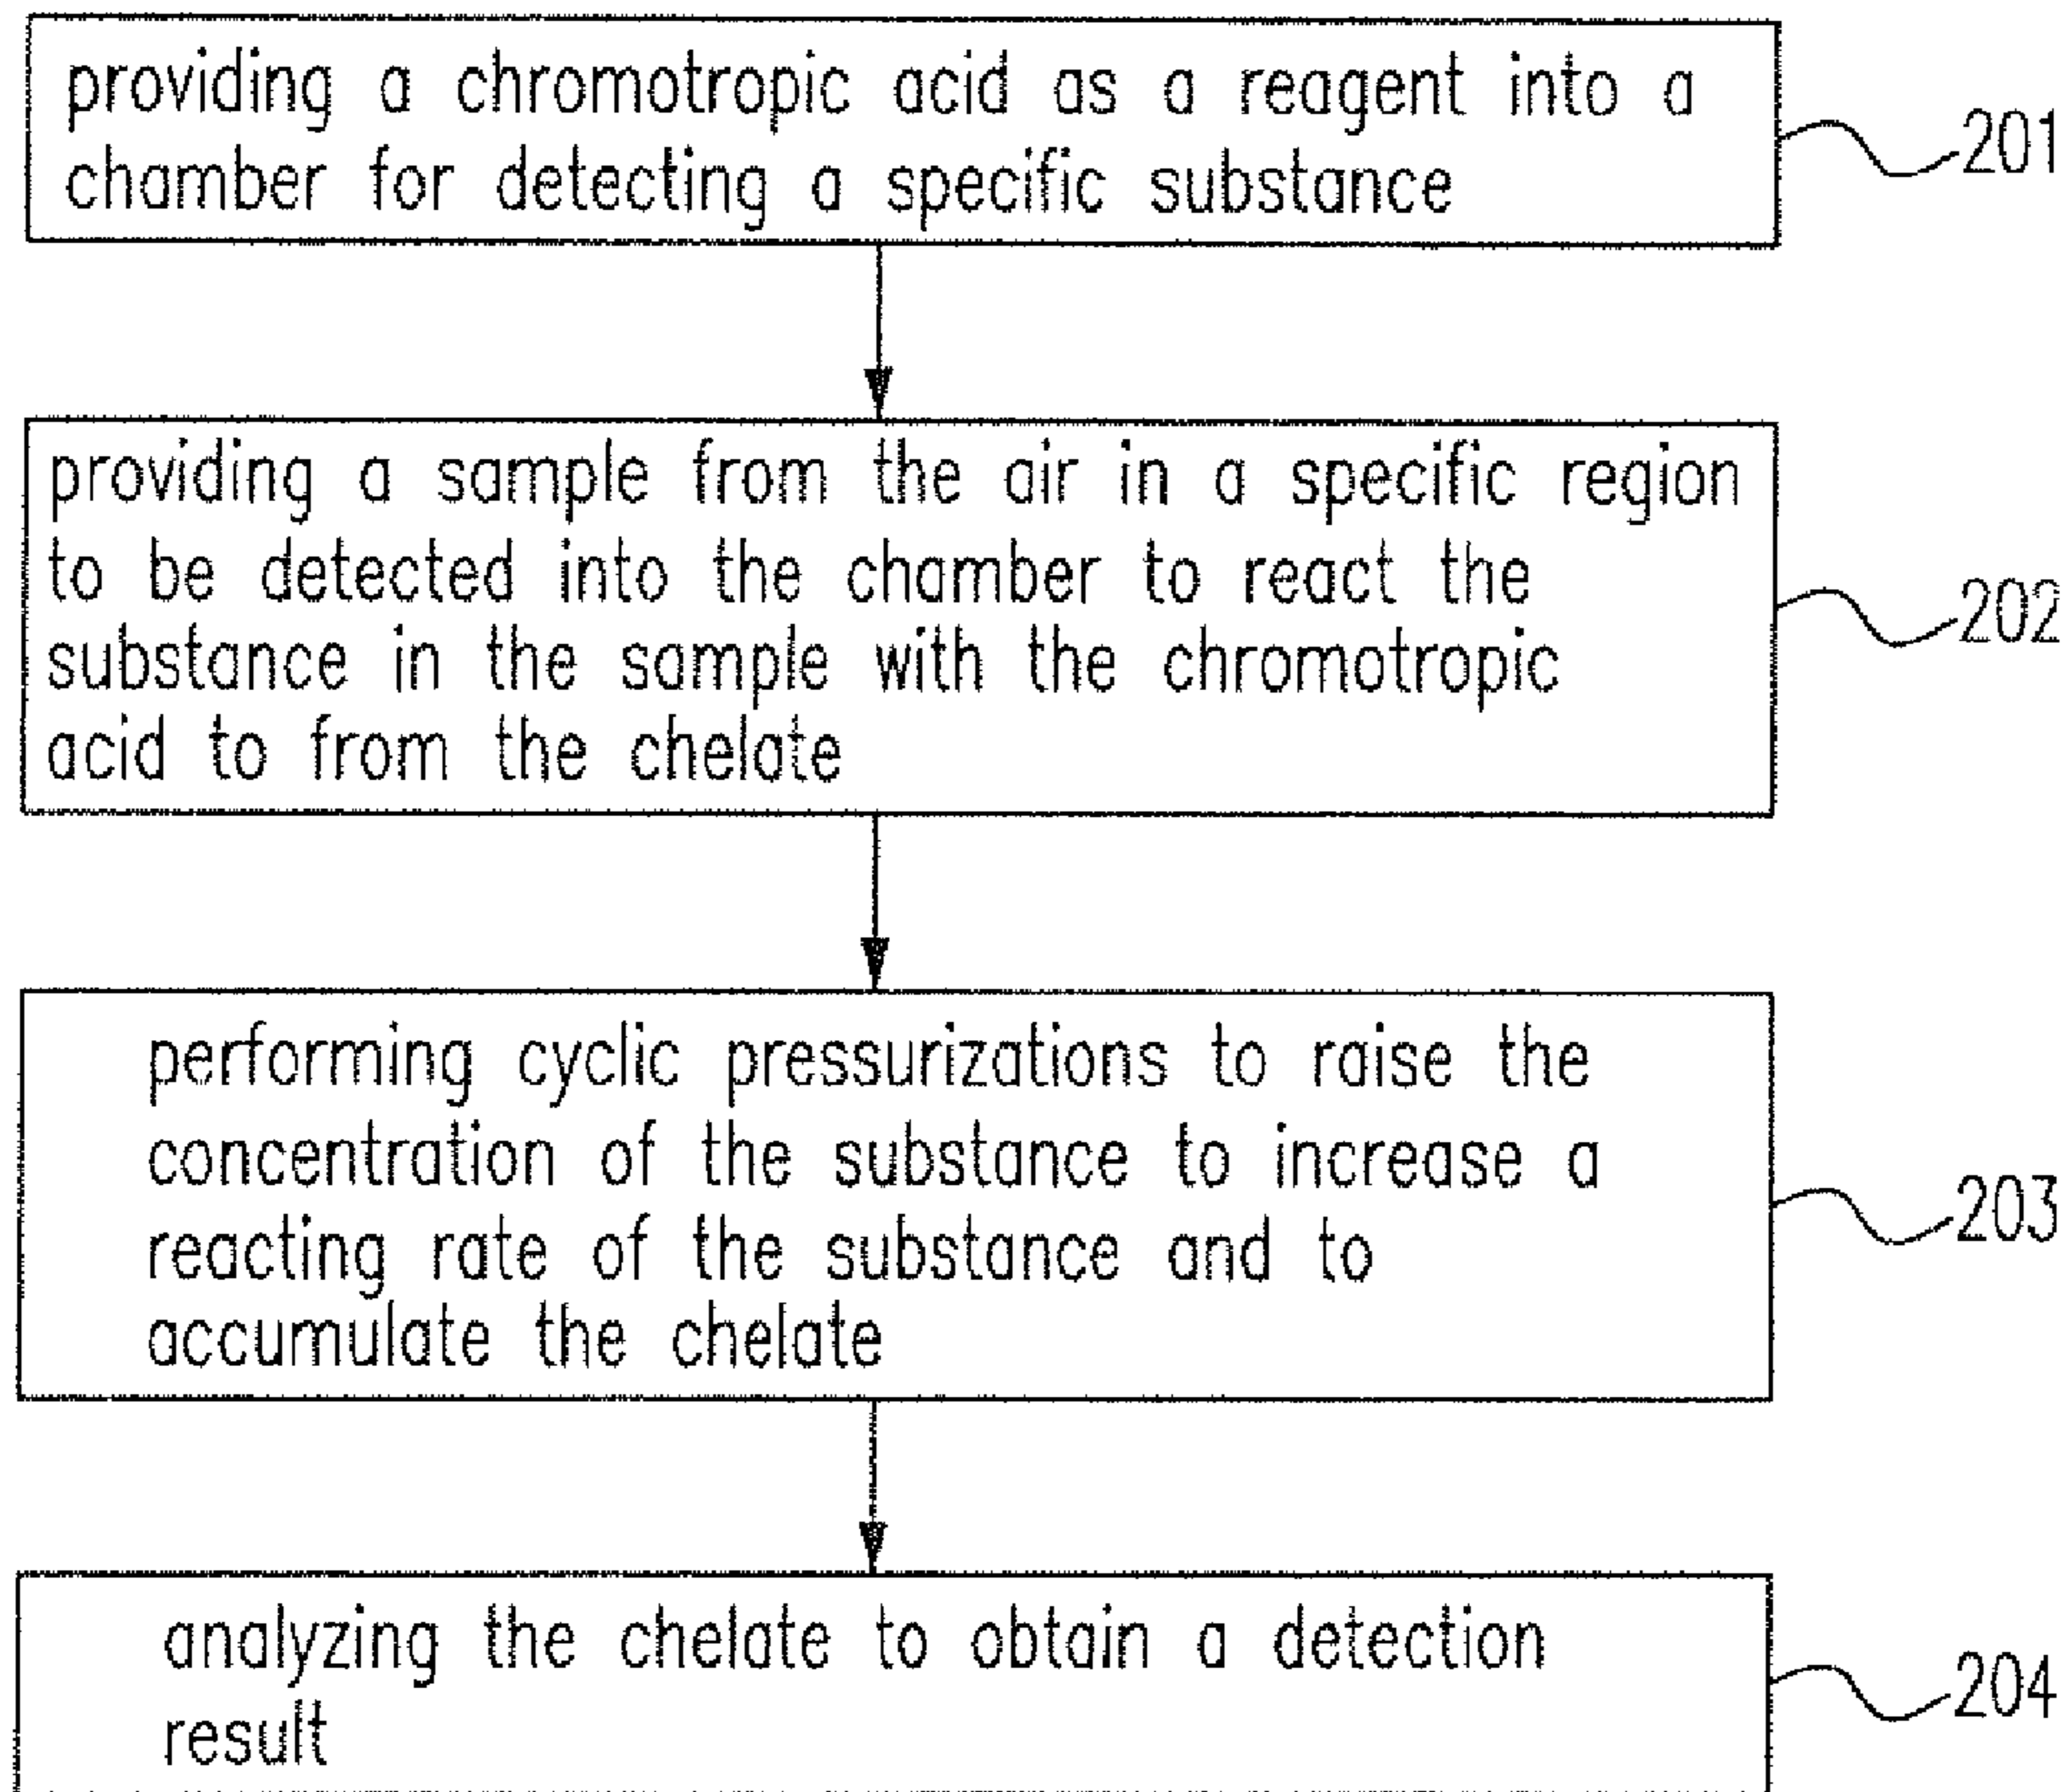 providing a chromotropic acid as a reagent into a
chamber for detecting a specific substance
201
providing a sample from the air in a specific region
to be detected into the chamber to react the
substance in the sample with the chromotropic
acid to from the chelate
202
performing cyclic pressurizations to raise the
concentration of the substance to increase a
reacting rate of the substance and to
accumulate the chelate
203
analyzing the chelate to obtain a detection
result
204